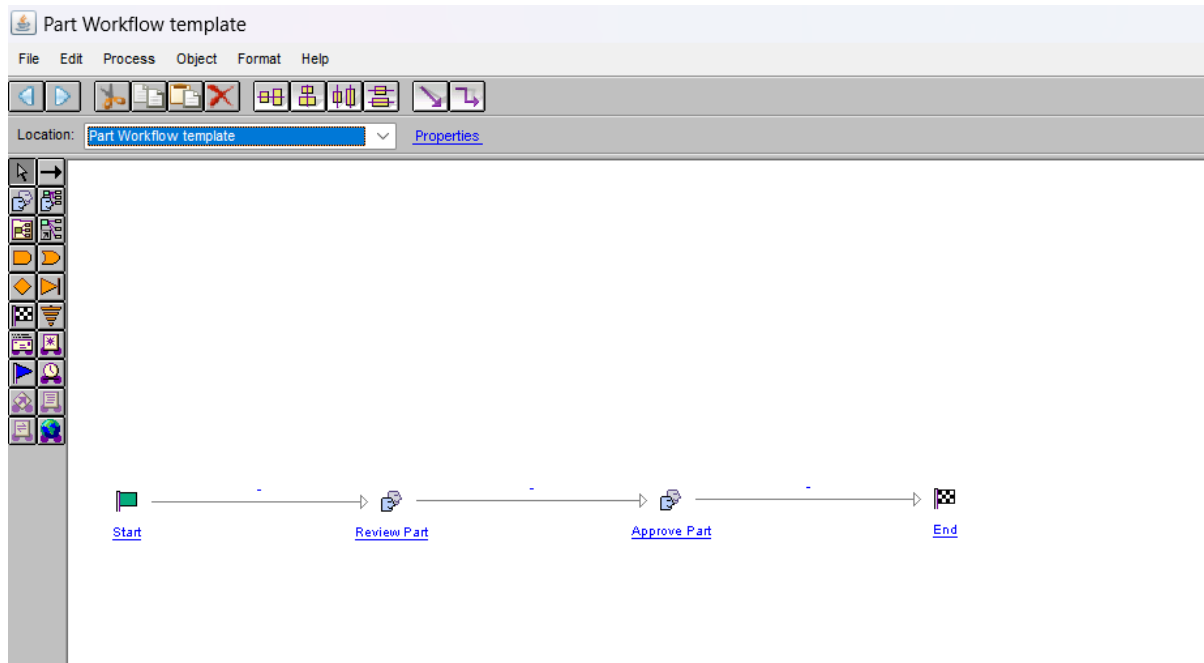 Part Workflow template
File Edit Process Object Format Help
Location: Part Workflow template Properties
- - -
Start Review Part Approve Part End